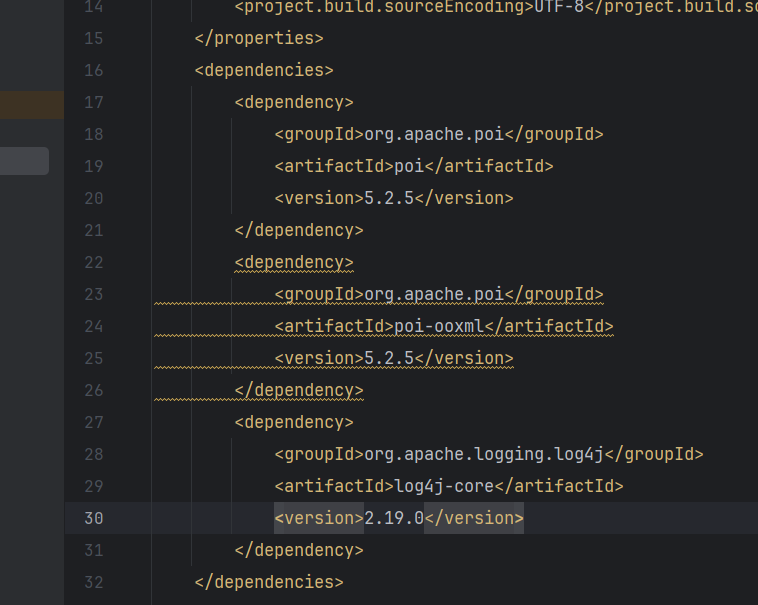 14 <project.build.sourceEncoding>UTF-8</project.build.so
15 </properties>
16 <dependencies>
17 <dependency>
18 <groupId>org.apache.poi</groupId>
19 <artifactId>poi</artifactId>
20 <version>5.2.5</version>
21 </dependency>
22 <dependency>
23 <groupId>org.apache.poi</groupId>
24 <artifactId>poi-ooxml</artifactId>
25 <version>5.2.5</version>
26 </dependency>
27 <dependency>
28 <groupId>org.apache.logging.log4j</groupId>
29 <artifactId>log4j-core</artifactId>
30 <version>2.19.0</version>
31 </dependency>
32 </dependencies>